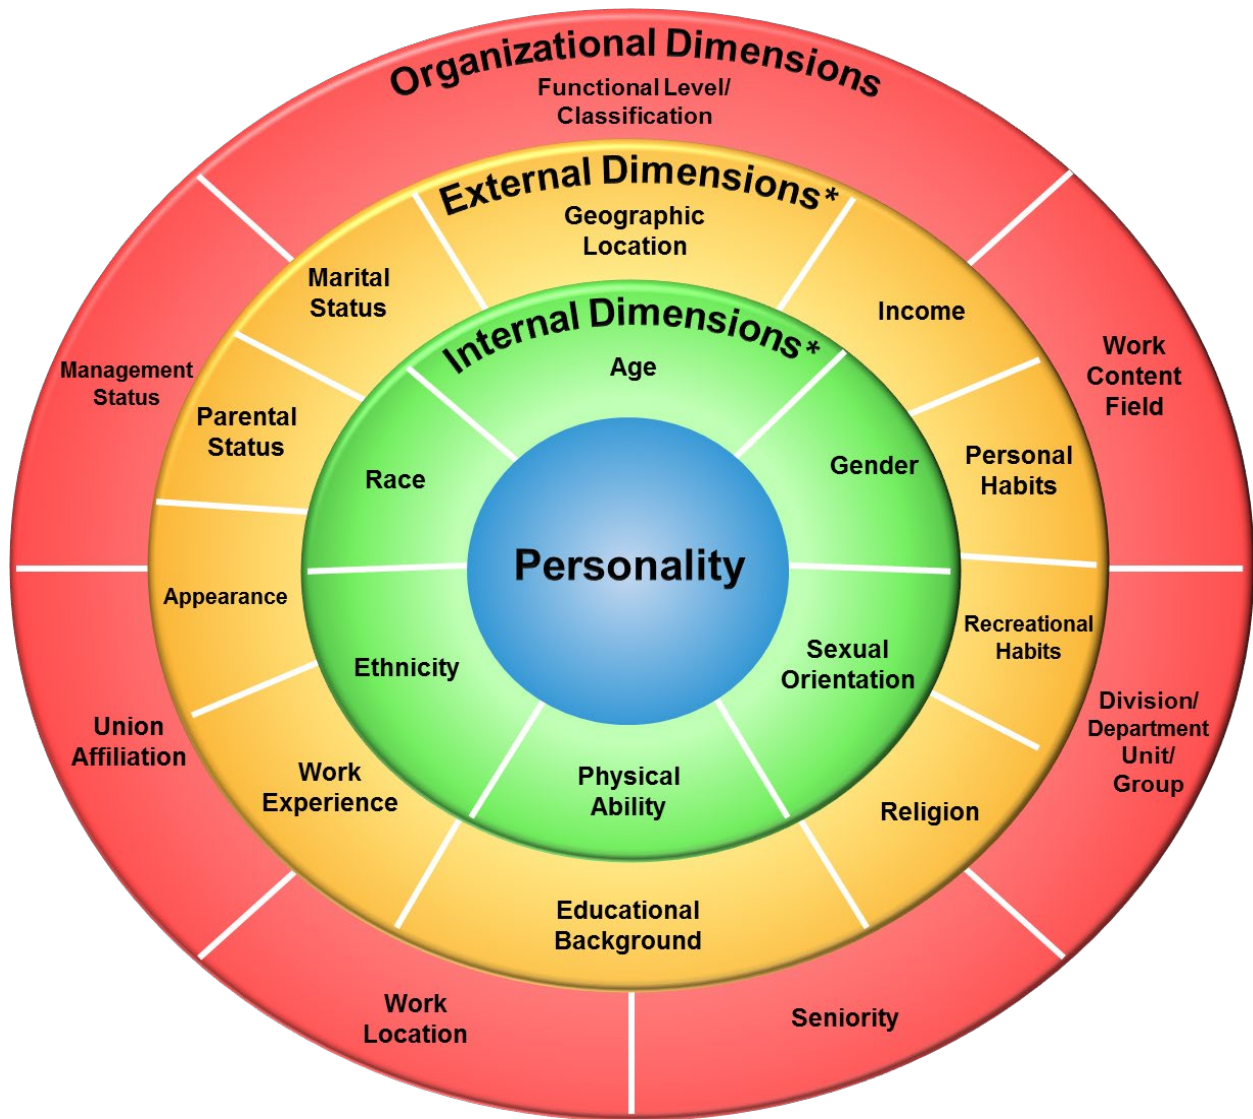 Organizational Dimensions
Functional Level/
Classification
Work
Content
Field
Division/
Department
Unit/
Group
Seniority
Work
Location
Union
Affiliation
Management
Status
External Dimensions*
Geographic
Location
Income
Personal
Habits
Recreational
Habits
Religion
Educational
Background
Work
Experience
Appearance
Parental
Status
Marital
Status
Internal Dimensions*
Age
Gender
Sexual
Orientation
Physical
Ability
Ethnicity
Race
Personality